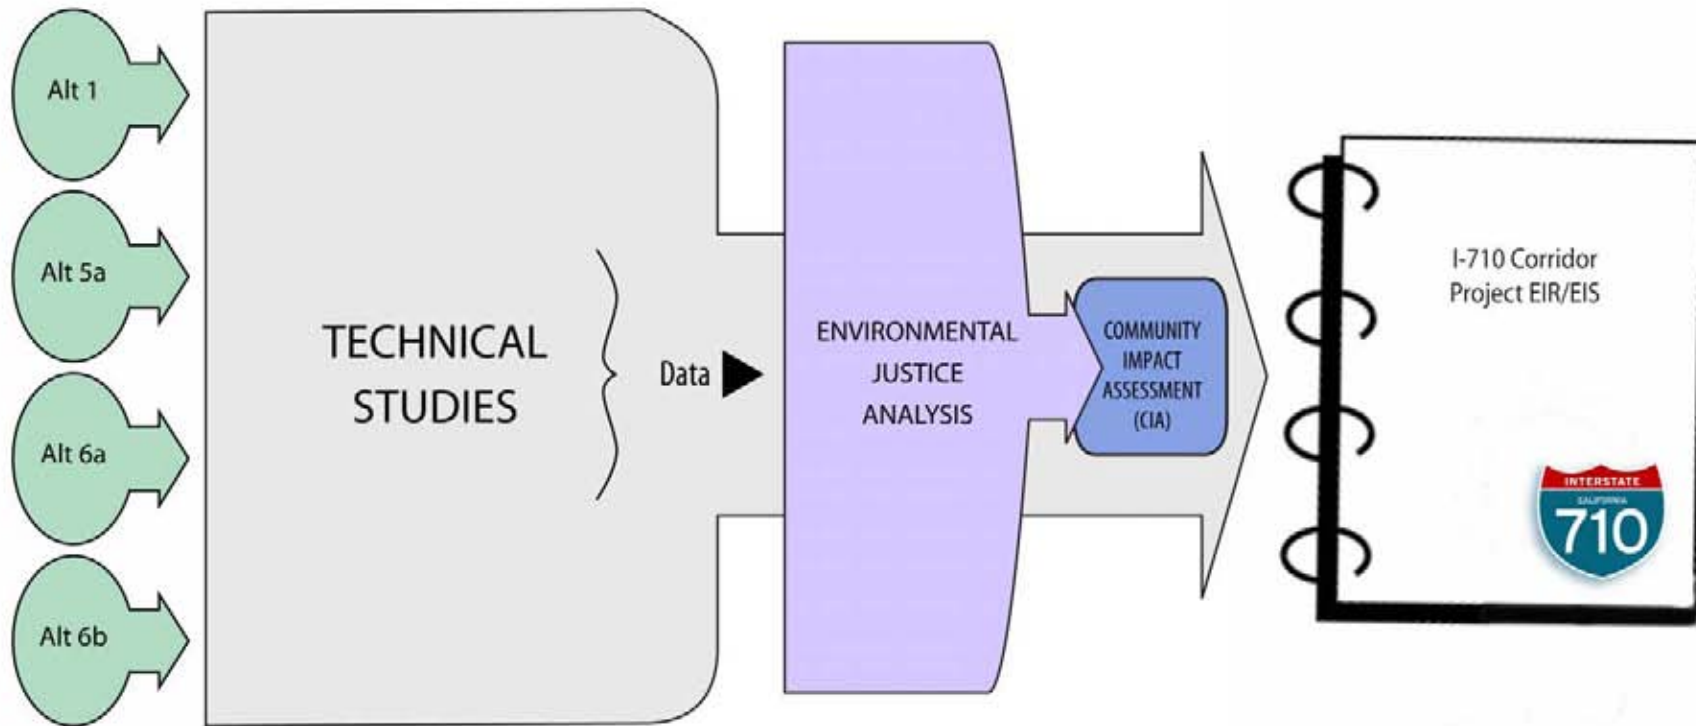 Alt 1
Alt 5a
Alt 6a
Alt 6b
TECHNICAL
STUDIES
Data
ENVIRONMENTAL
JUSTICE
ANALYSIS
COMMUNITY
IMPACT
ASSESSMENT
(CIA)
I-710 Corridor
Project EIR/EIS
INTERSTATE
CALIFORNIA
710